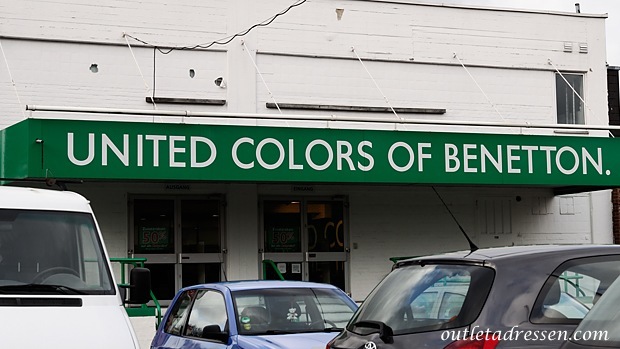 UNITED COLORS OF BENETTON.
outletadressen.com